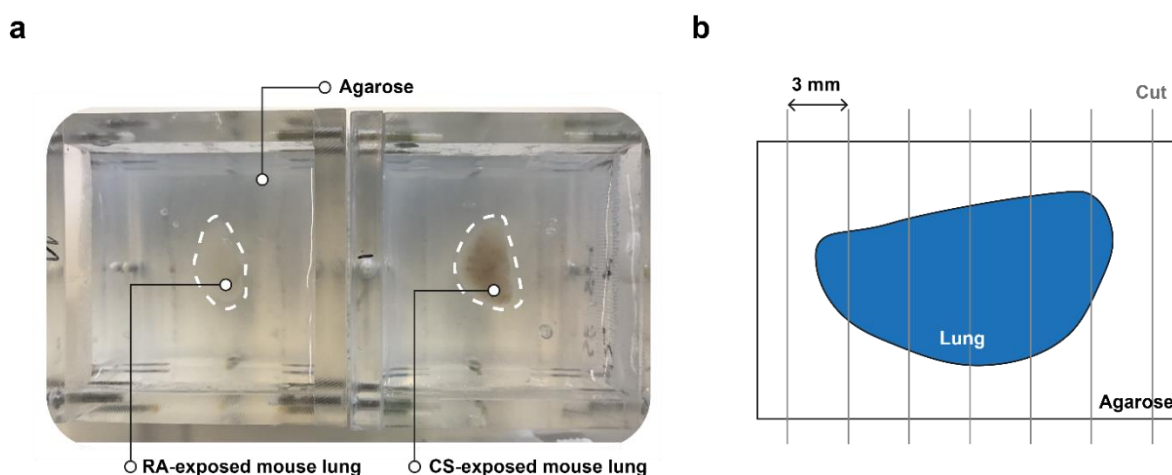 a
b
Agarose
3 mm
Cut
Lung
Agarose
RA-exposed mouse lung
CS-exposed mouse lung